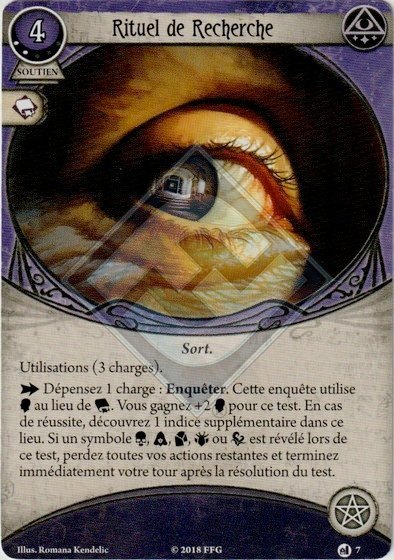 4
Rituel de Recherche
SOUTIEN
Sort.
Utilisations (3 charges).
Dépensez 1 charge : Enquêter. Cette enquête utilise
au lieu de . Vous gagnez +2 pour ce test. En cas
de réussite, découvrez 1 indice supplémentaire dans ce
lieu. Si un symbole , , , ou est révélé lors de
ce test, perdez toutes vos actions restantes et terminez
immédiatement votre tour après la résolution du test.
Illus. Romana Kendelic
© 2018 FFG
7